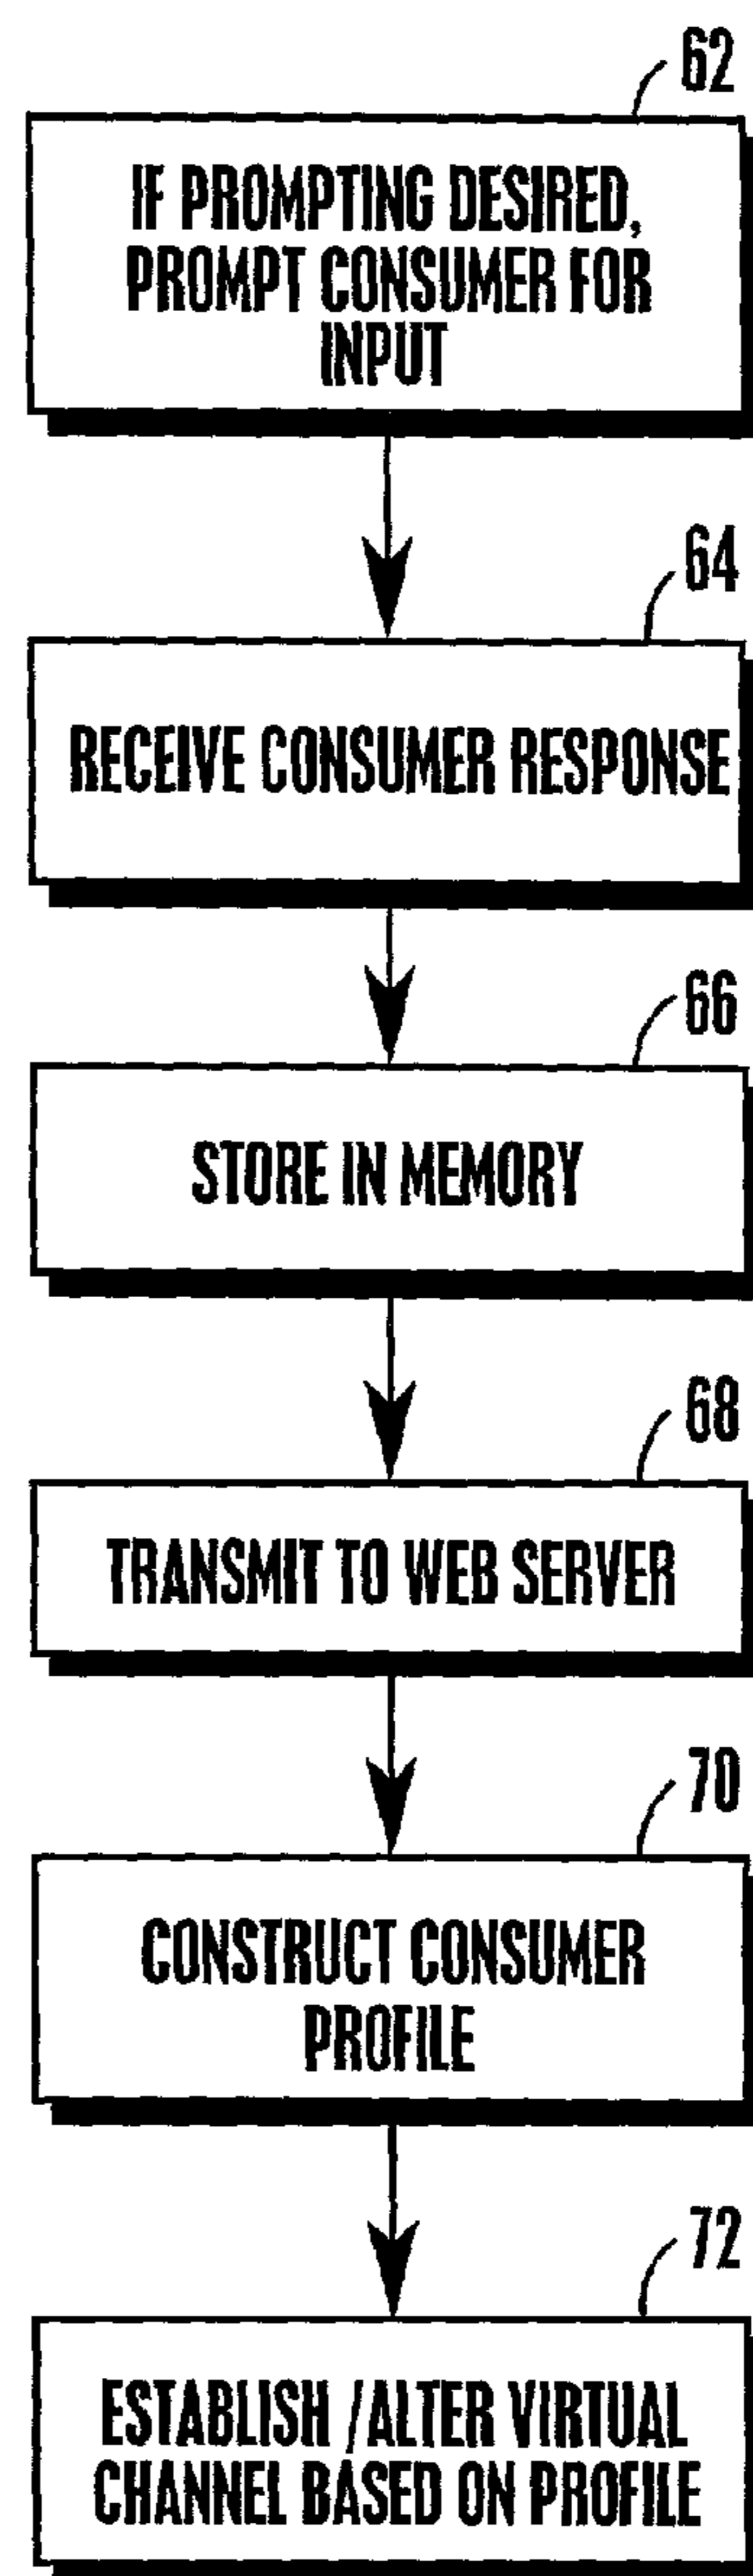 62
IF PROMPTING DESIRED,
PROMPT CONSUMER FOR
INPUT
64
RECEIVE CONSUMER RESPONSE
66
STORE IN MEMORY
68
TRANSMIT TO WEB SERVER
70
CONSTRUCT CONSUMER
PROFILE
72
ESTABLISH /ALTER VIRTUAL
CHANNEL BASED ON PROFILE